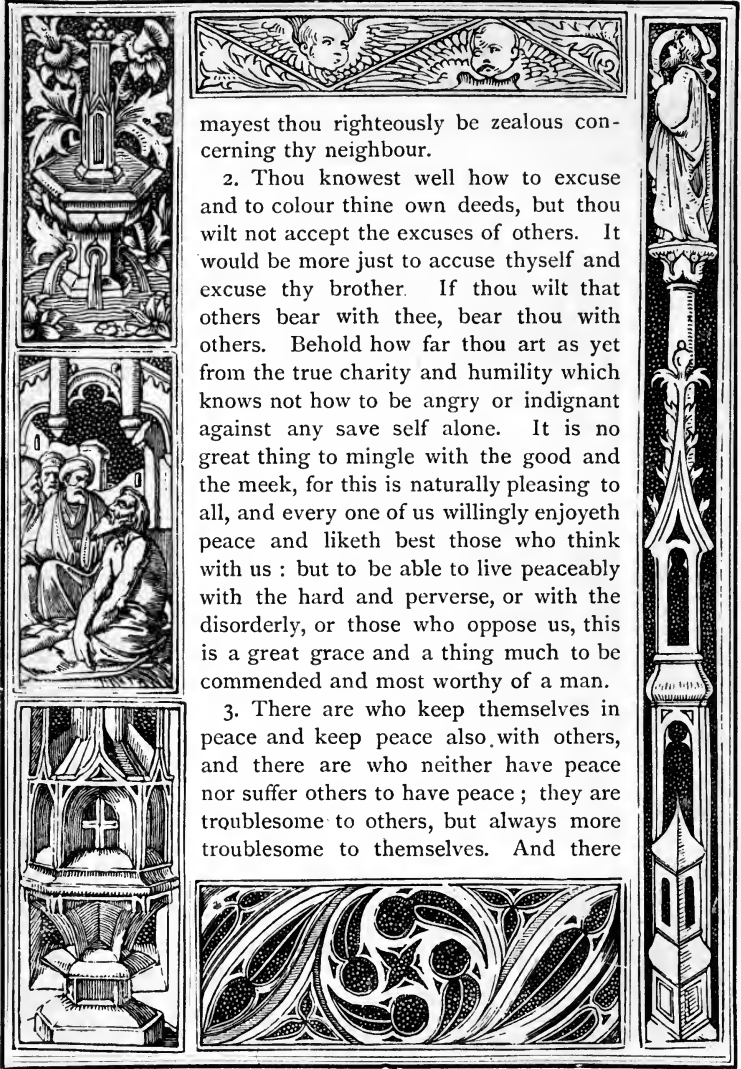 mayest thou righteously be zealous con-
cerning thy neighbour.
2. Thou knowest well how to excuse
and to colour thine own deeds, but thou
wilt not accept the excuses of others. It
would be more just to accuse thyself and
excuse thy brother. If thou wilt that
others bear with thee, bear thou with
others. Behold how far thou art as yet
from the true charity and humility which
knows not how to be angry or indignant
against any save self alone. It is no
great thing to mingle with the good and
the meek, for this is naturally pleasing to
all, and every one of us willingly enjoyeth
peace and liketh best those who think
with us : but to be able to live peaceably
with the hard and perverse, or with the
disorderly, or those who oppose us, this
is a great grace and a thing much to be
commended and most worthy of a man.
3. There are who keep themselves in
peace and keep peace also with others,
and there are who neither have peace
nor suffer others to have peace ; they are
troublesome to others, but always more
troublesome to themselves. And there